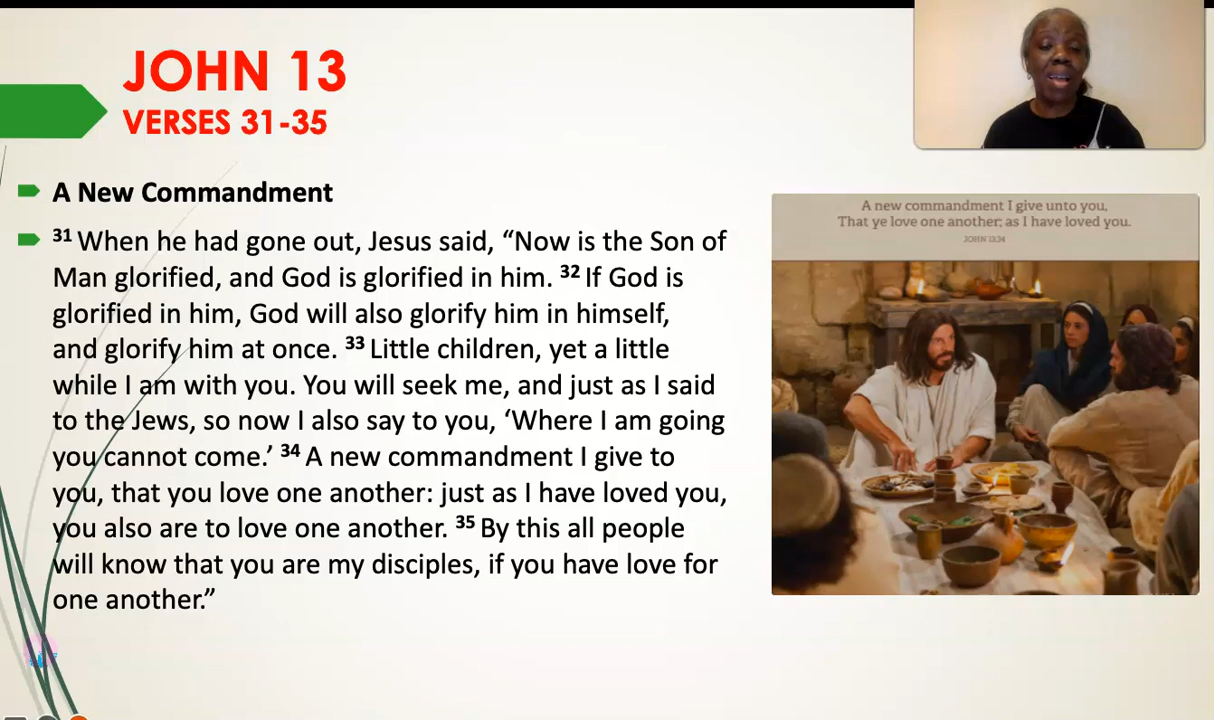 JOHN 13
VERSES 31-35
A New Commandment
31 When he had gone out, Jesus said, “Now is the Son of
Man glorified, and God is glorified in him. 32 If God is
glorified in him, God will also glorify him in himself,
and glorify him at once. 33 Little children, yet a little
while I am with you. You will seek me, and just as I said
to the Jews, so now I also say to you, ‘Where I am going
you cannot come.’ 34 A new commandment I give to
you, that you love one another: just as I have loved you,
you also are to love one another. 35 By this all people
will know that you are my disciples, if you have love for
one another.”
A new commandment I give unto you,
That ye love one another; as I have loved you.
JOHN 13:34